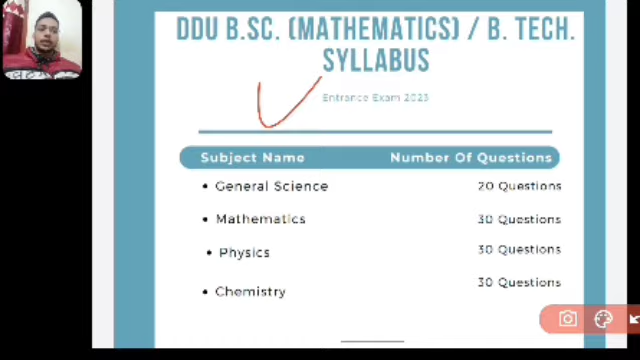 DDU B.SC. (MATHEMATICS) / B. TECH.
SYLLABUS
Entrance Exam 2023
Subject Name Number Of Questions
• General Science 20 Questions
• Mathematics 30 Questions
• Physics 30 Questions
• Chemistry 30 Questions